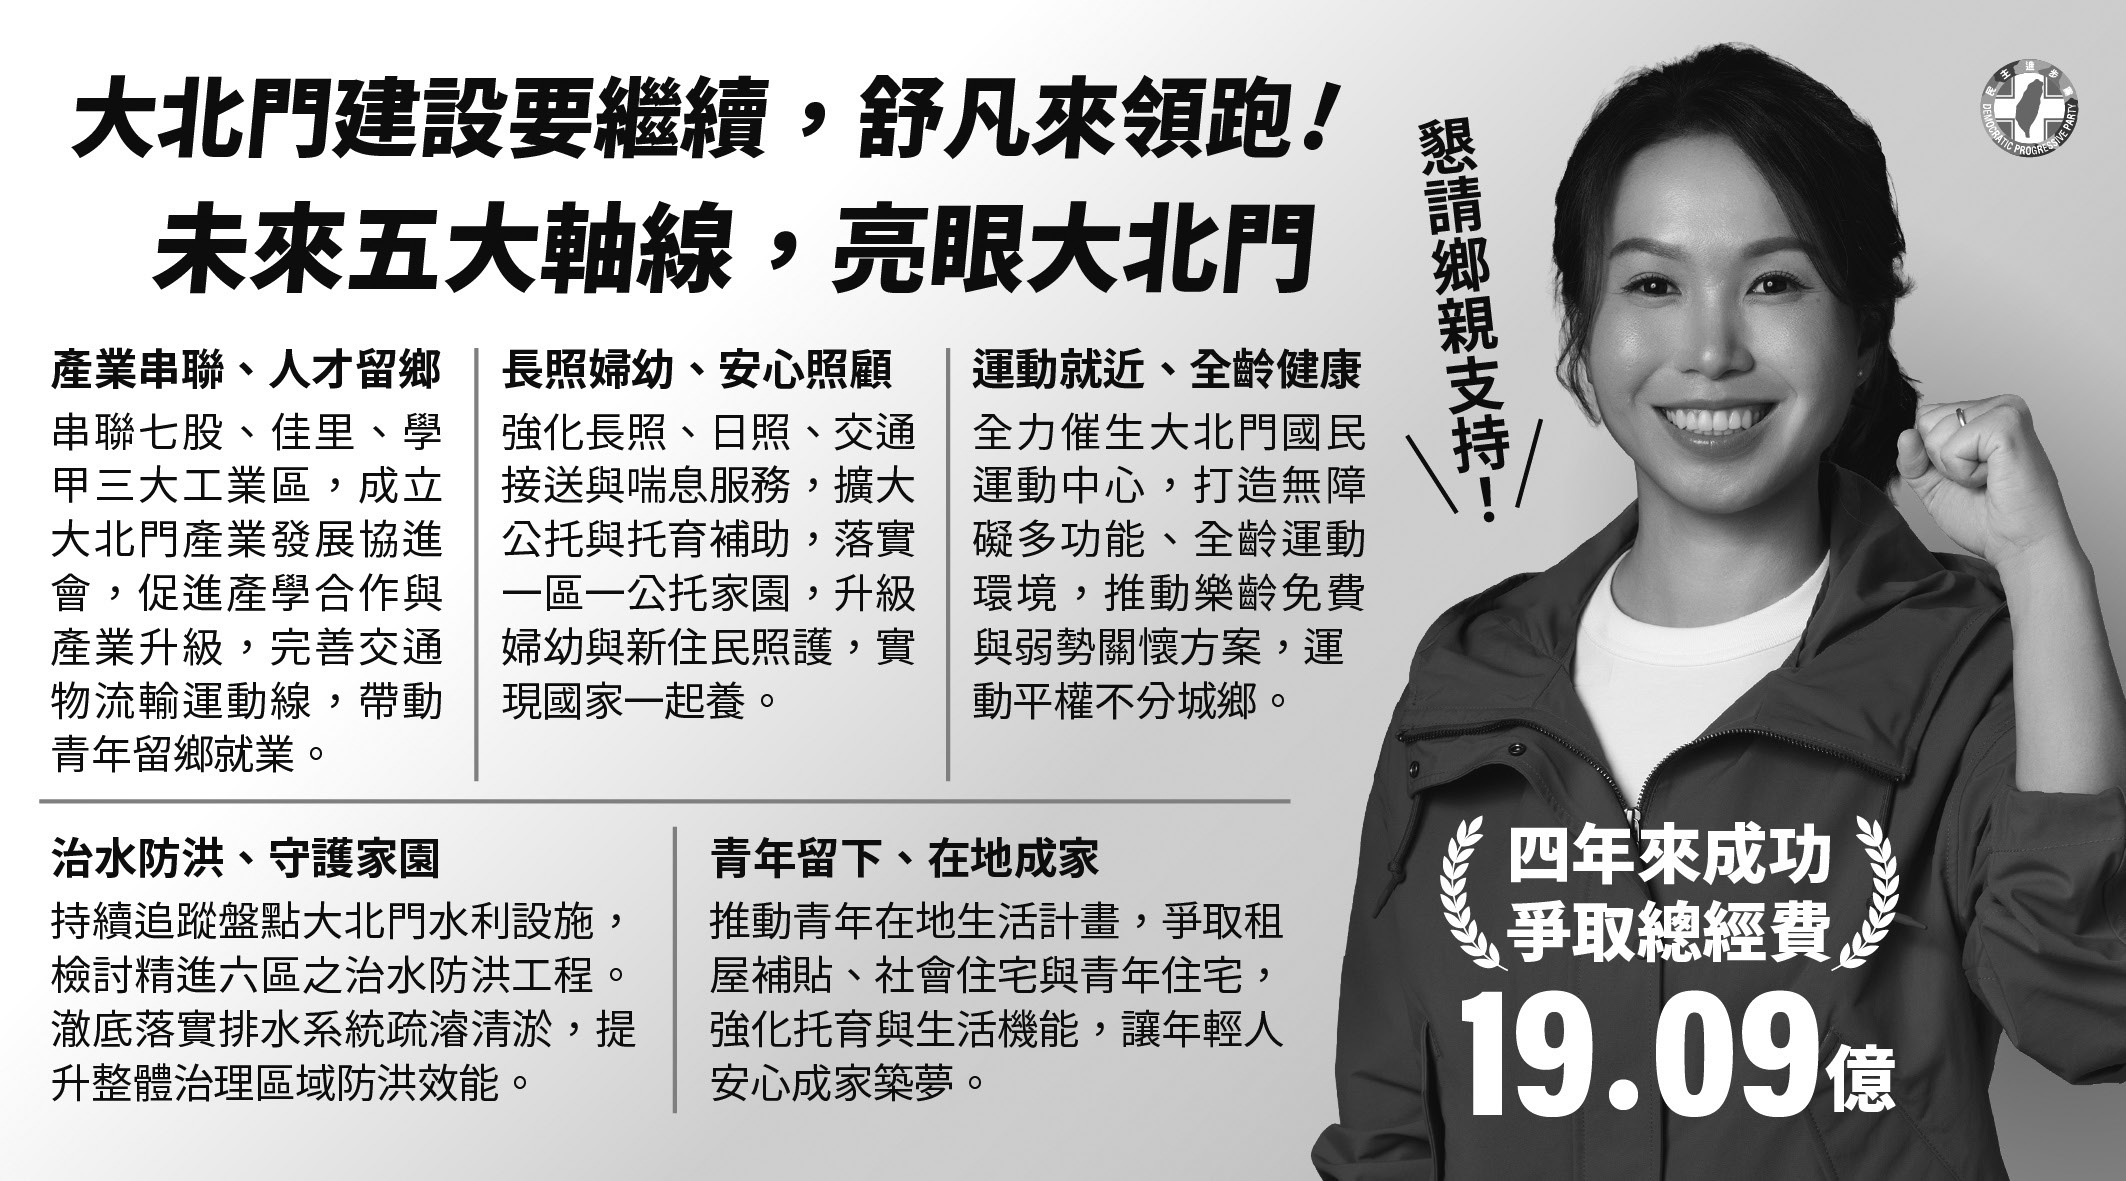 大北門建設要繼續，舒凡來領跑！
未來五大軸線，亮眼大北門
懇請鄉親支持！
民主進步黨
DEMOCRATIC PROGRESSIVE PARTY
產業串聯、人才留鄉
串聯七股、佳里、學
甲三大工業區，成立
大北門產業發展協進
會，促進產學合作與
產業升級，完善交通
物流輸運動線，帶動
青年留鄉就業。
長照婦幼、安心照顧
強化長照、日照、交通
接送與喘息服務，擴大
公托與托育補助，落實
一區一公托家園，升級
婦幼與新住民照護，實
現國家一起養。
運動就近、全齡健康
全力催生大北門國民
運動中心，打造無障
礙多功能、全齡運動
環境，推動樂齡免費
與弱勢關懷方案，運
動平權不分城鄉。
治水防洪、守護家園
持續追蹤盤點大北門水利設施，
檢討精進六區之治水防洪工程。
澈底落實排水系統疏濬清淤，提
升整體治理區域防洪效能。
青年留下、在地成家
推動青年在地生活計畫，爭取租
屋補貼、社會住宅與青年住宅，
強化托育與生活機能，讓年輕人
安心成家築夢。
四年來成功
爭取總經費
19.09億